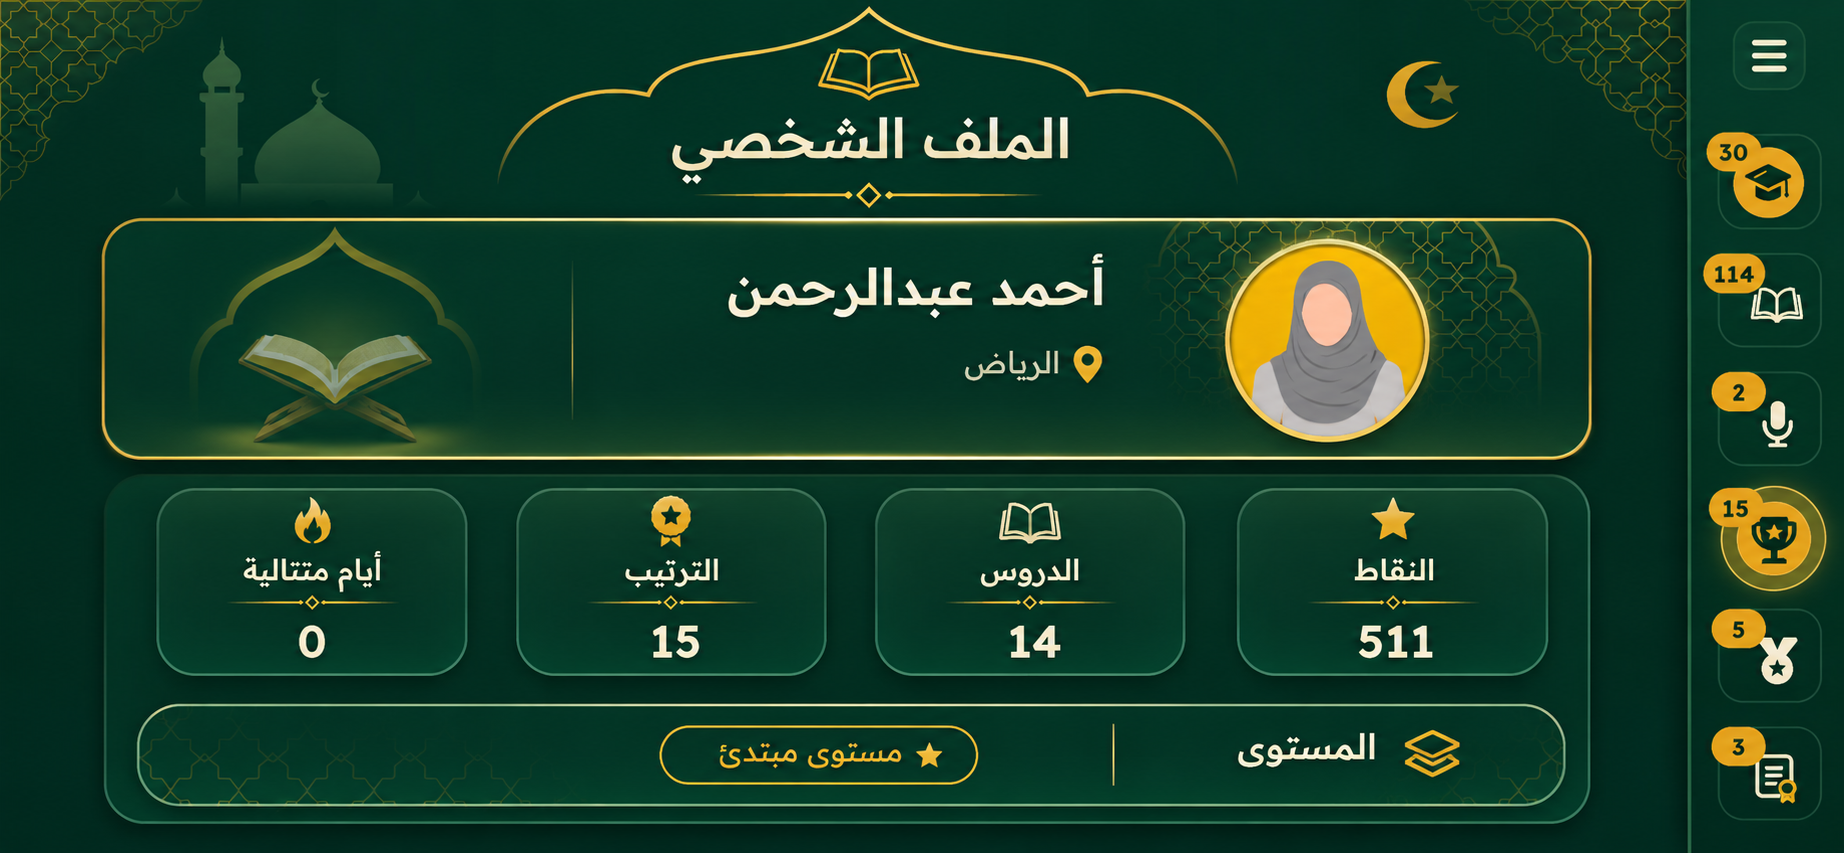 الملف الشخصي
أحمد عبدالرحمن
الرياض
النقاط
511
الدروس
14
الترتيب
15
أيام متتالية
0
المستوى
مستوى مبتدئ
30
114
2
15
5
3